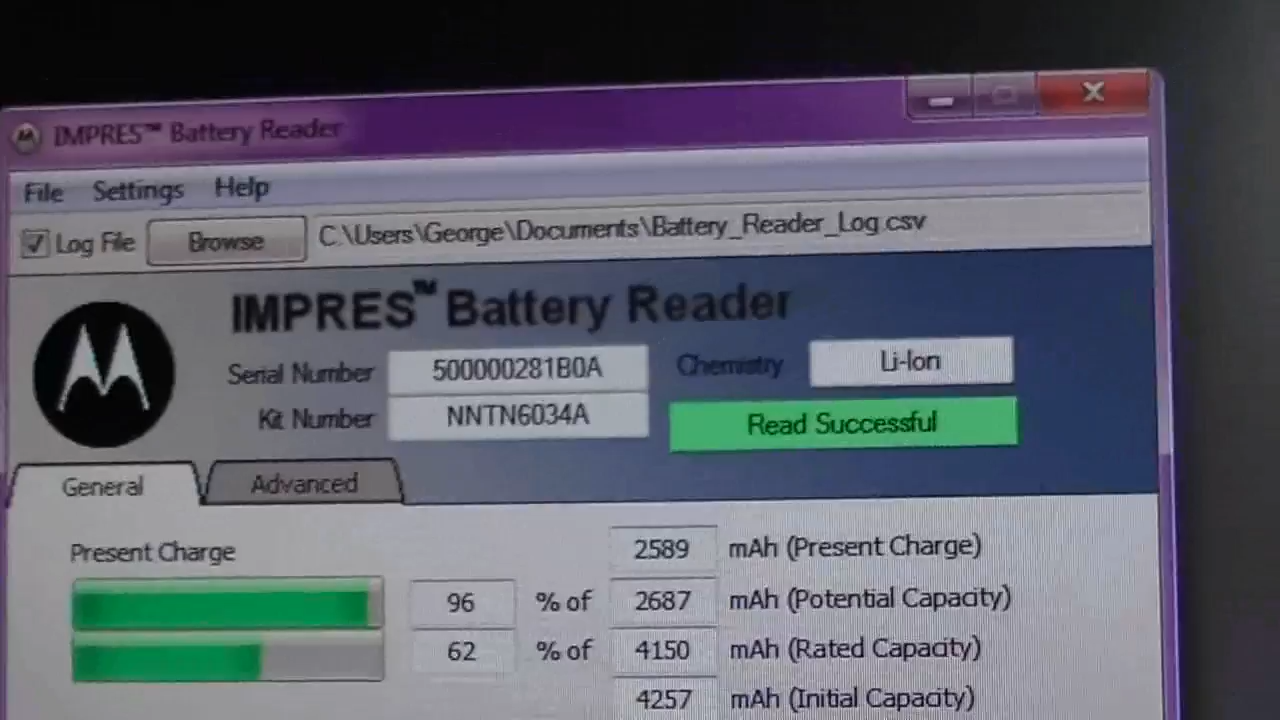 IMPRES™ Battery Reader
File Settings Help
Log File Browse C:\Users\George\Documents\Battery_Reader_Log.csv
IMPRES™ Battery Reader
Serial Number 500000281B0A Chemistry Li-Ion
Kit Number NNTN6034A Read Successful
General Advanced
Present Charge 2589 mAh (Present Charge)
96 % of 2687 mAh (Potential Capacity)
62 % of 4150 mAh (Rated Capacity)
4257 mAh (Initial Capacity)